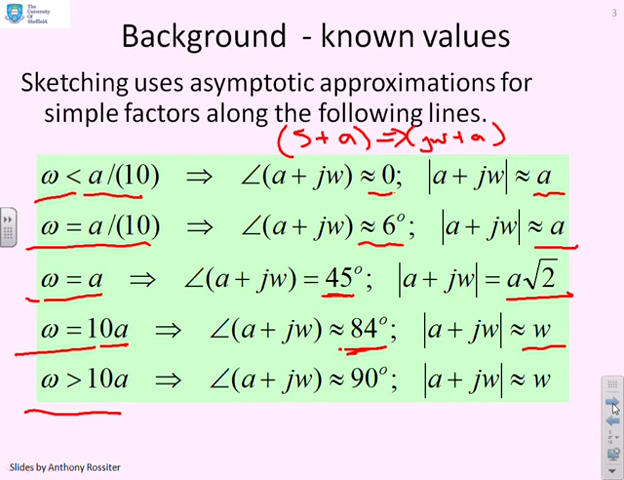 The
University
Of
Sheffield.
3
Background - known values
Sketching uses asymptotic approximations for
simple factors along the following lines.
(s+a) => (jw+a)
ω < a/(10) ⇒ ∠(a + jw) ≈ 0; |a + jw| ≈ a
ω = a/(10) ⇒ ∠(a + jw) ≈ 6°; |a + jw| ≈ a
ω = a ⇒ ∠(a + jw) = 45°; |a + jw| = a√2
ω = 10a ⇒ ∠(a + jw) ≈ 84°; |a + jw| ≈ w
ω > 10a ⇒ ∠(a + jw) ≈ 90°; |a + jw| ≈ w
Slides by Anthony Rossiter